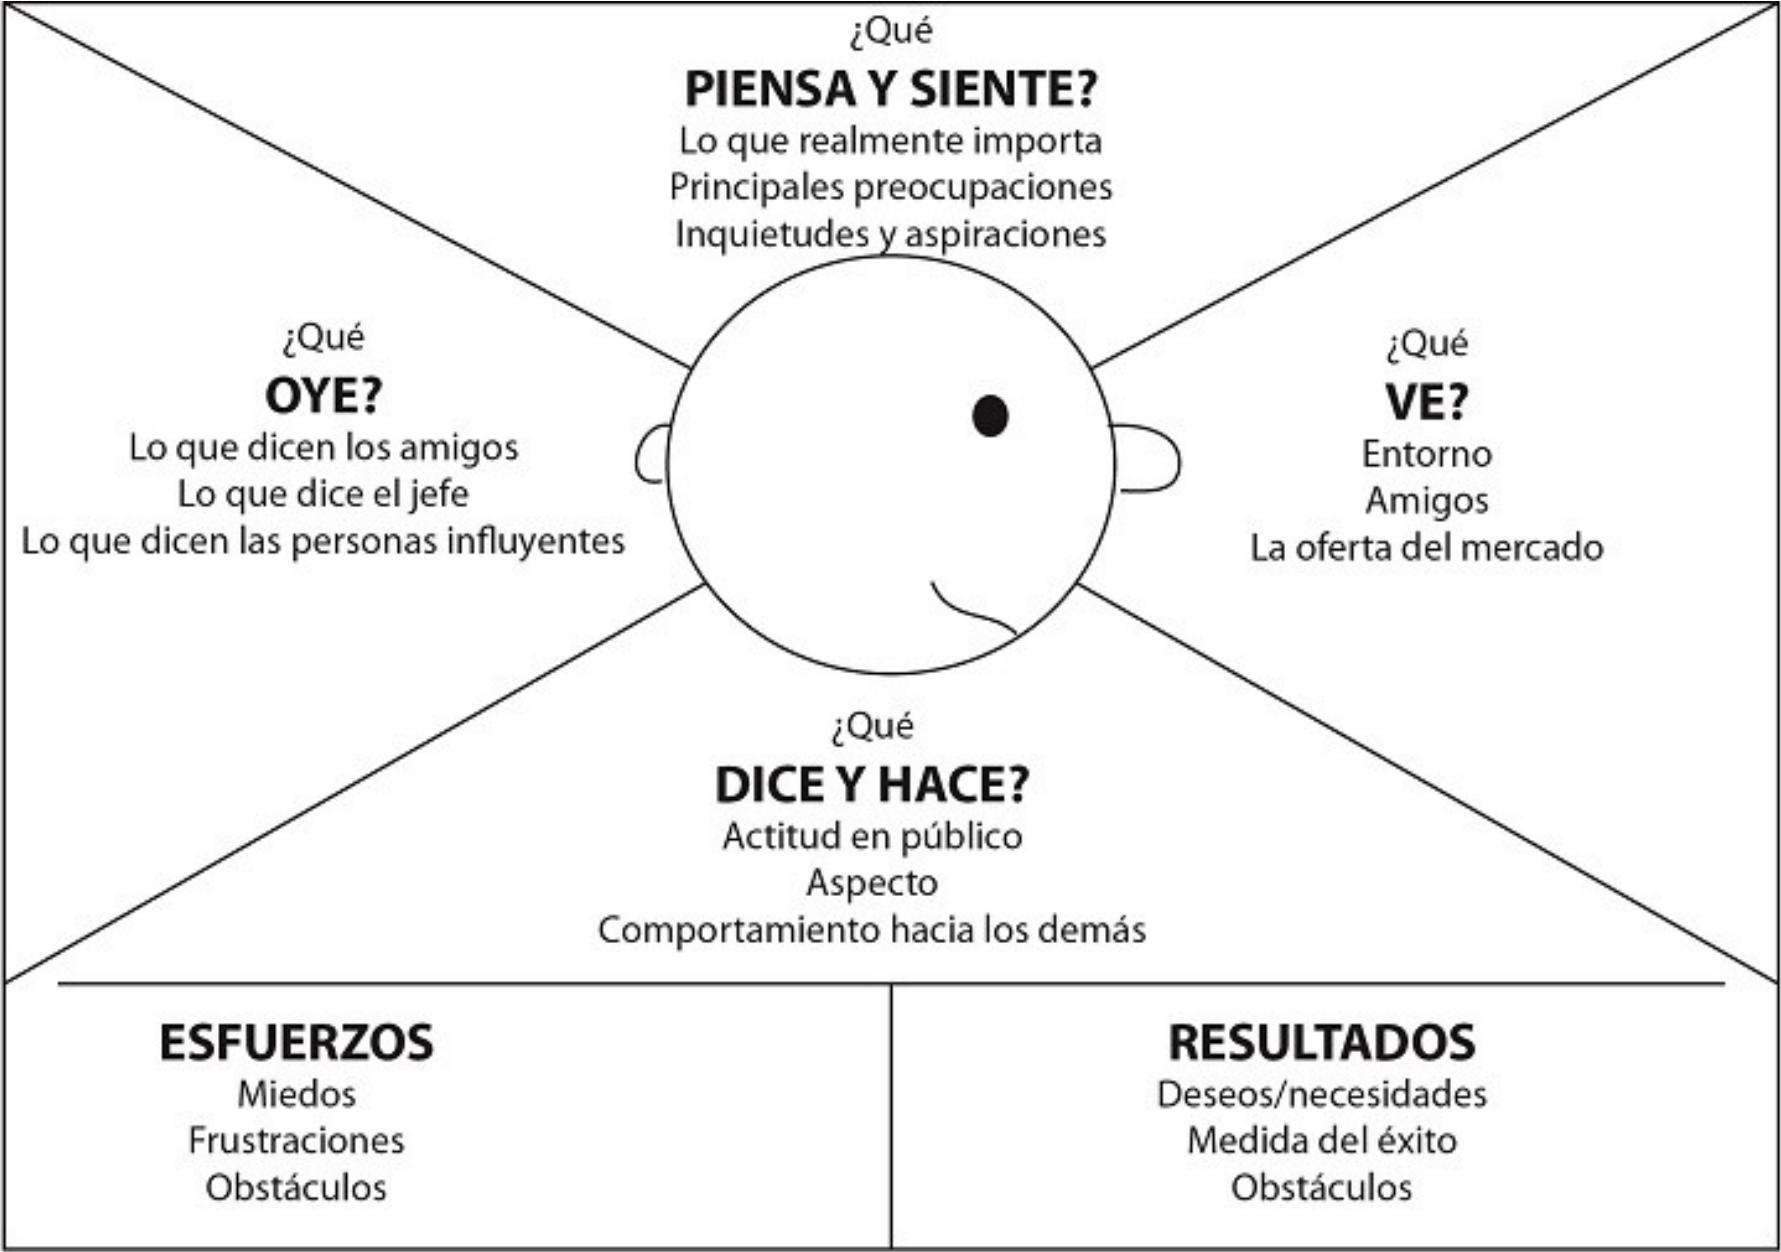 ¿Qué
PIENSA Y SIENTE?
Lo que realmente importa
Principales preocupaciones
Inquietudes y aspiraciones
¿Qué
OYE?
Lo que dicen los amigos
Lo que dice el jefe
Lo que dicen las personas influyentes
¿Qué
VE?
Entorno
Amigos
La oferta del mercado
¿Qué
DICE Y HACE?
Actitud en público
Aspecto
Comportamiento hacia los demás
ESFUERZOS
Miedos
Frustraciones
Obstáculos
RESULTADOS
Deseos/necesidades
Medida del éxito
Obstáculos